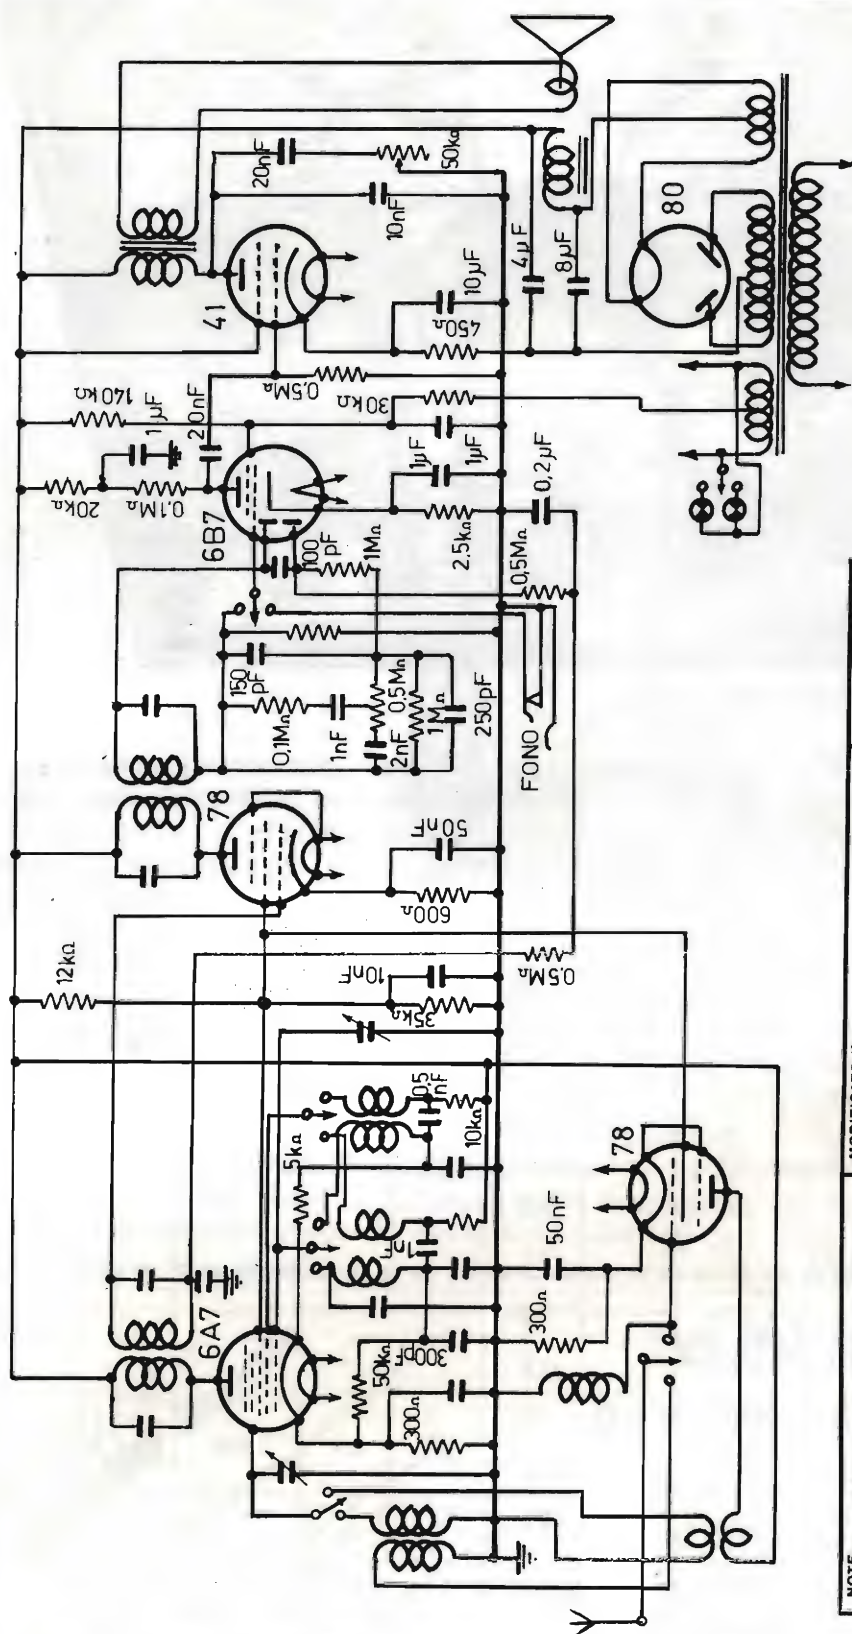 20nF
50kΩ
10nF
80
41
4µF
8µF
10µF
450Ω
140kΩ
1µF
20nF
0,5MΩ
30kΩ
20kΩ
0,1MΩ
6B7
1µF
1µF
0,2µF
100
pF
1MΩ
2,5kΩ
0,5MΩ
150
pF
0,1MΩ
1nF
0,5MΩ
2nF
1MΩ
250pF
FONO
78
50nF
600Ω
12kΩ
10nF
35kΩ
0,5MΩ
0,5
nF
5kΩ
10kΩ
78
1nF
50nF
6A7
300pF
50kΩ
300Ω
300Ω
NOTE